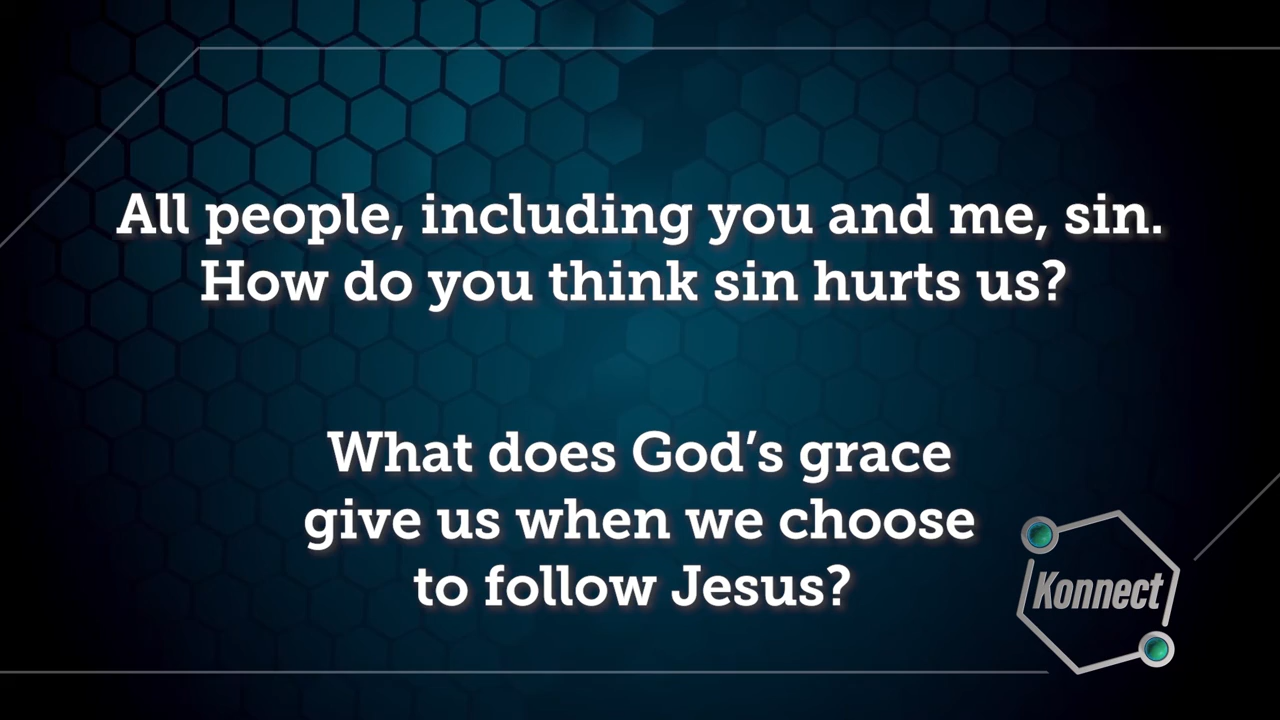 All people, including you and me, sin.
How do you think sin hurts us?
What does God’s grace
give us when we choose
to follow Jesus?
Konnect